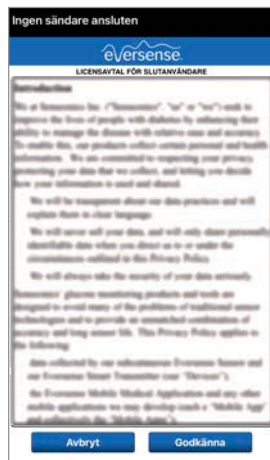 Ingen sändare ansluten
eversense
LICENSAVTAL FÖR SLUTANVÄNDARE
Introduction
We at Senseonics Inc. ("Senseonics", "us" or "we") seek to
improve the lives of people with diabetes by enhancing their
ability to manage the disease with relative ease and accuracy.
To enable this, our products collect certain personal and health
information. We are committed to respecting your privacy,
protecting your data that we collect, and letting you decide
how your information is used and shared.
We will be transparent about our data practices and will
explain them in clear language.
We will never sell your data, and will only share personally
identifiable data when you direct us to or under the
circumstances outlined in this Privacy Policy.
We will always take the security of your data seriously.
Senseonics' glucose monitoring products and tools are
designed to avoid many of the problems of traditional sensor
technologies and to provide an unmatched combination of
accuracy and long sensor life. This Privacy Policy applies to
the following:
data collected by our subcutaneous Eversense Sensor and
our Eversense Smart Transmitter (our "Devices");
the Eversense Mobile Medical Application and any other
mobile applications we may develop (each a "Mobile App"
and collectively the "Mobile Apps");
Avbryt
Godkänna